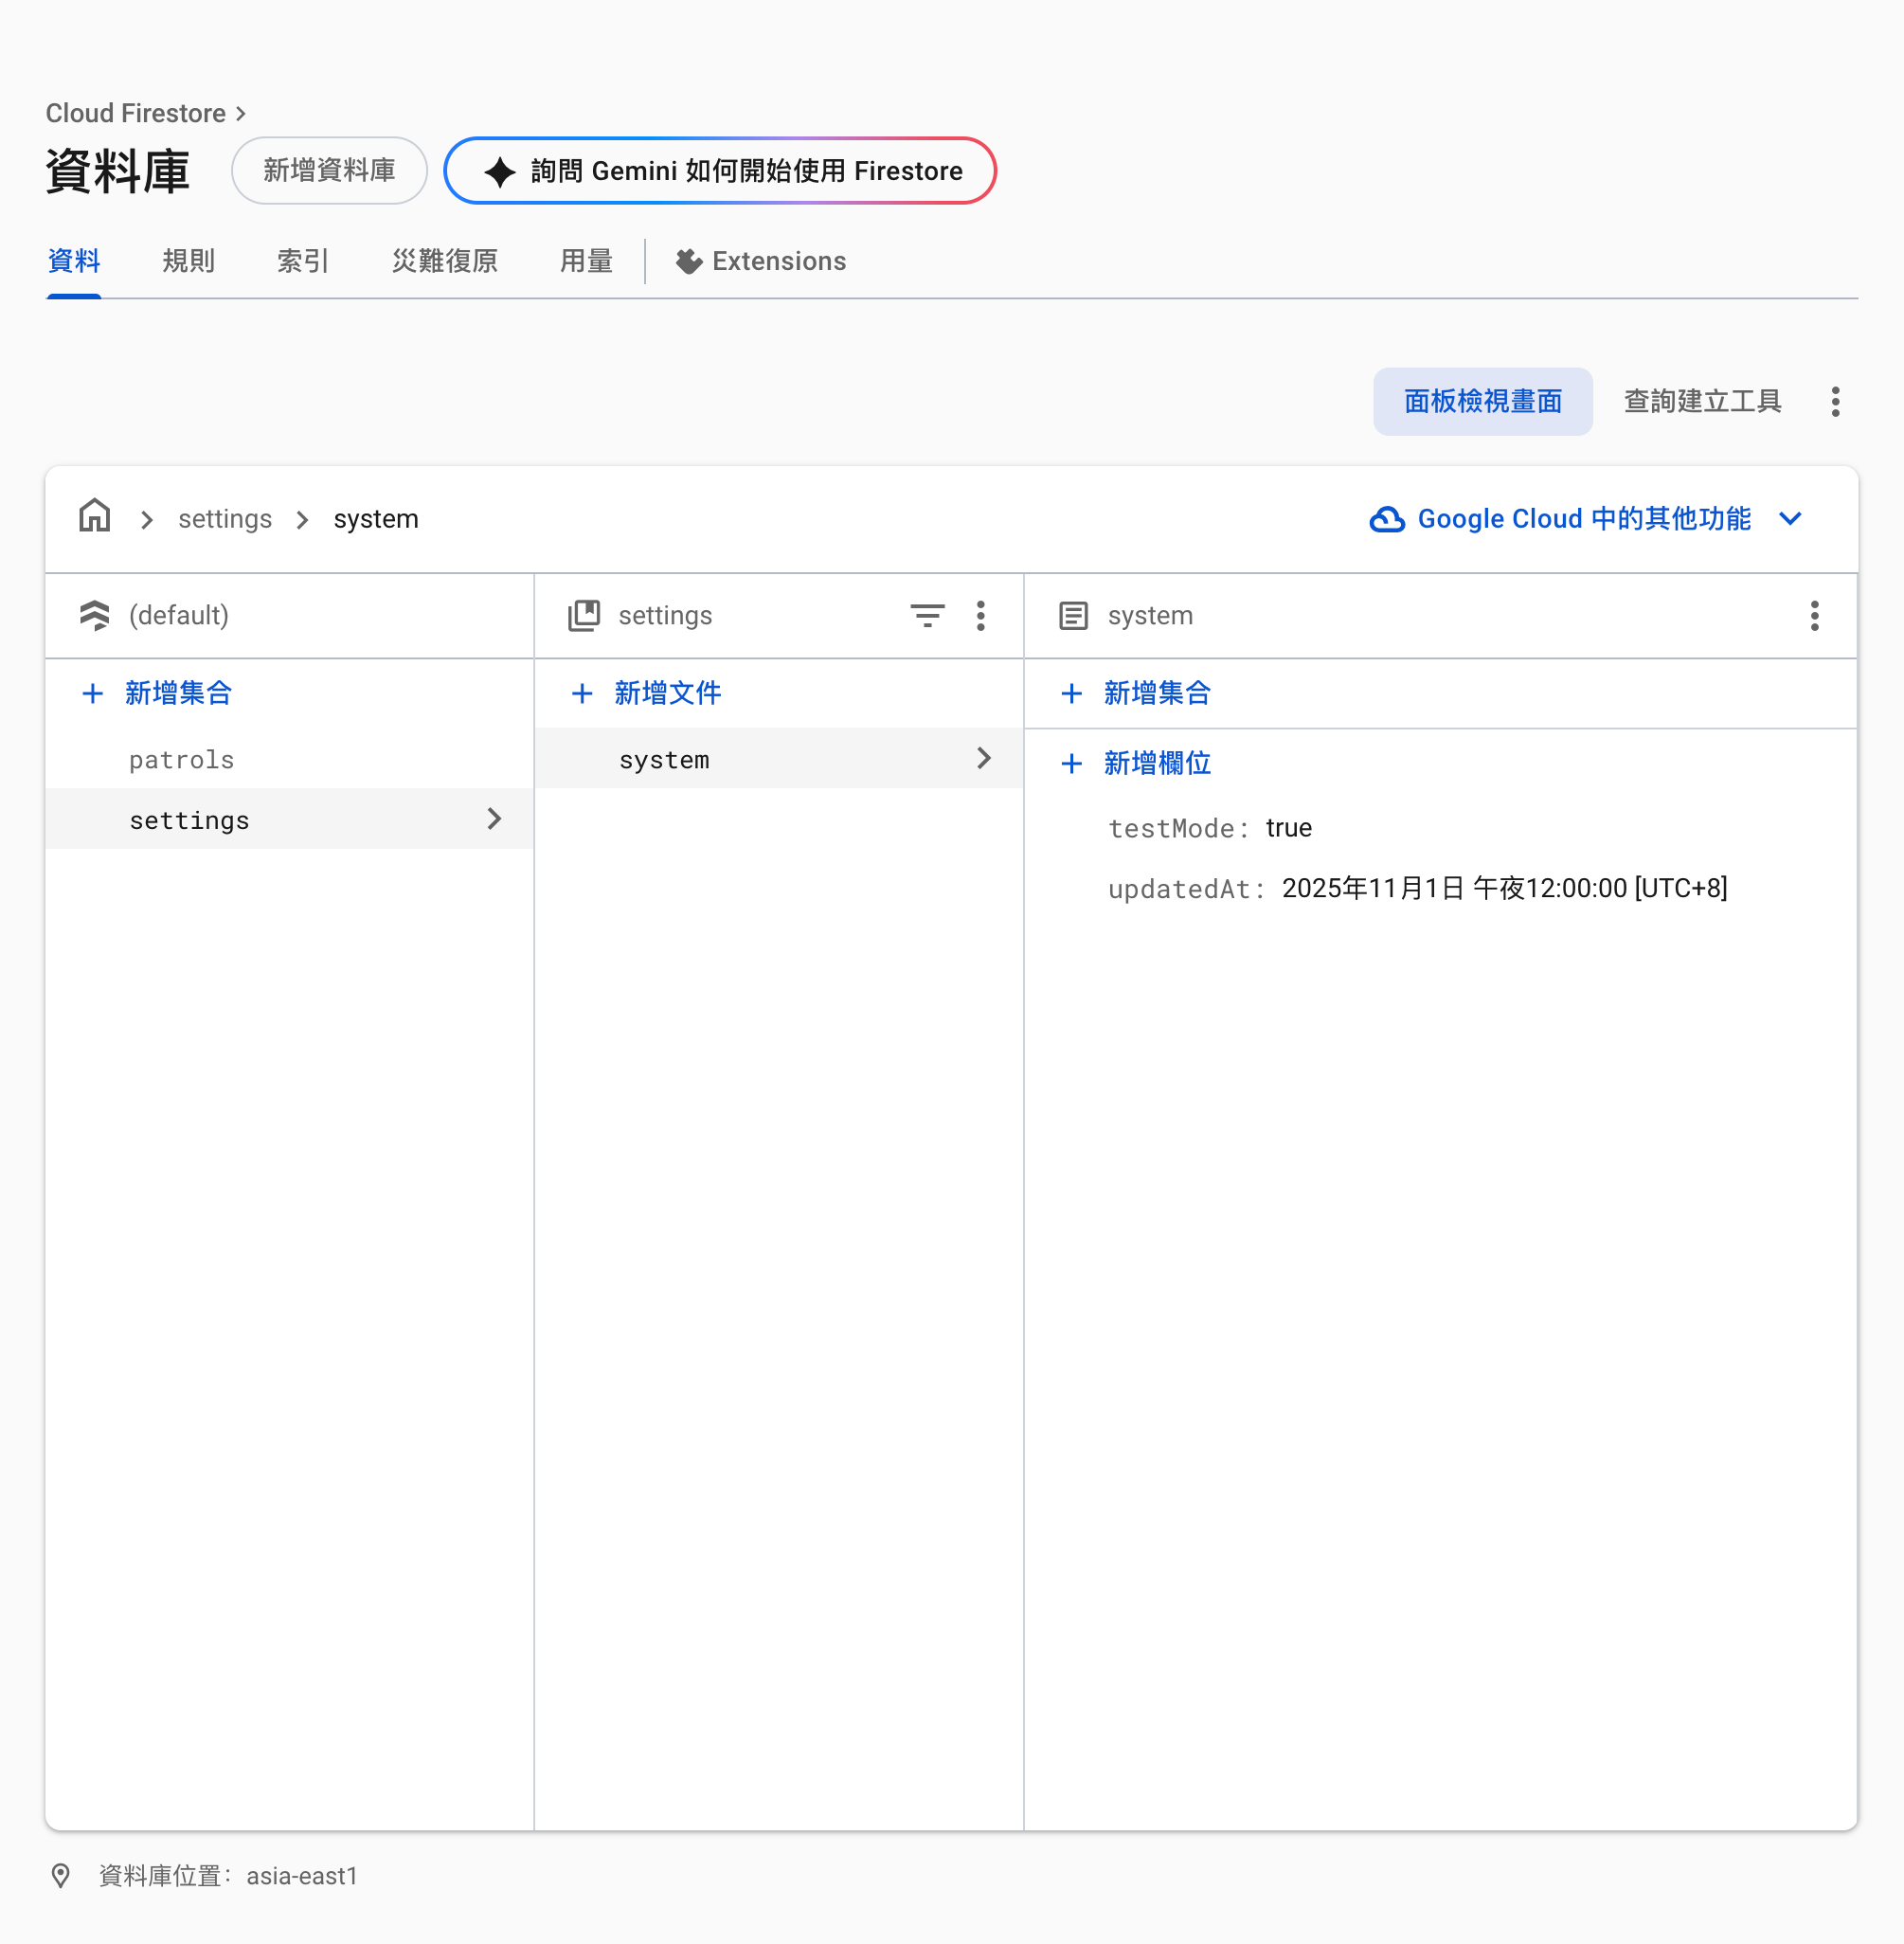 Cloud Firestore
資料庫
新增資料庫
詢問 Gemini 如何開始使用 Firestore
資料
規則
索引
災難復原
用量
Extensions
面板檢視畫面
查詢建立工具
settings
system
Google Cloud 中的其他功能
(default)
settings
system
新增集合
新增文件
新增集合
patrols
system
新增欄位
settings
testMode: true
updatedAt: 2025年11月1日 午夜12:00:00 [UTC+8]
資料庫位置: asia-east1